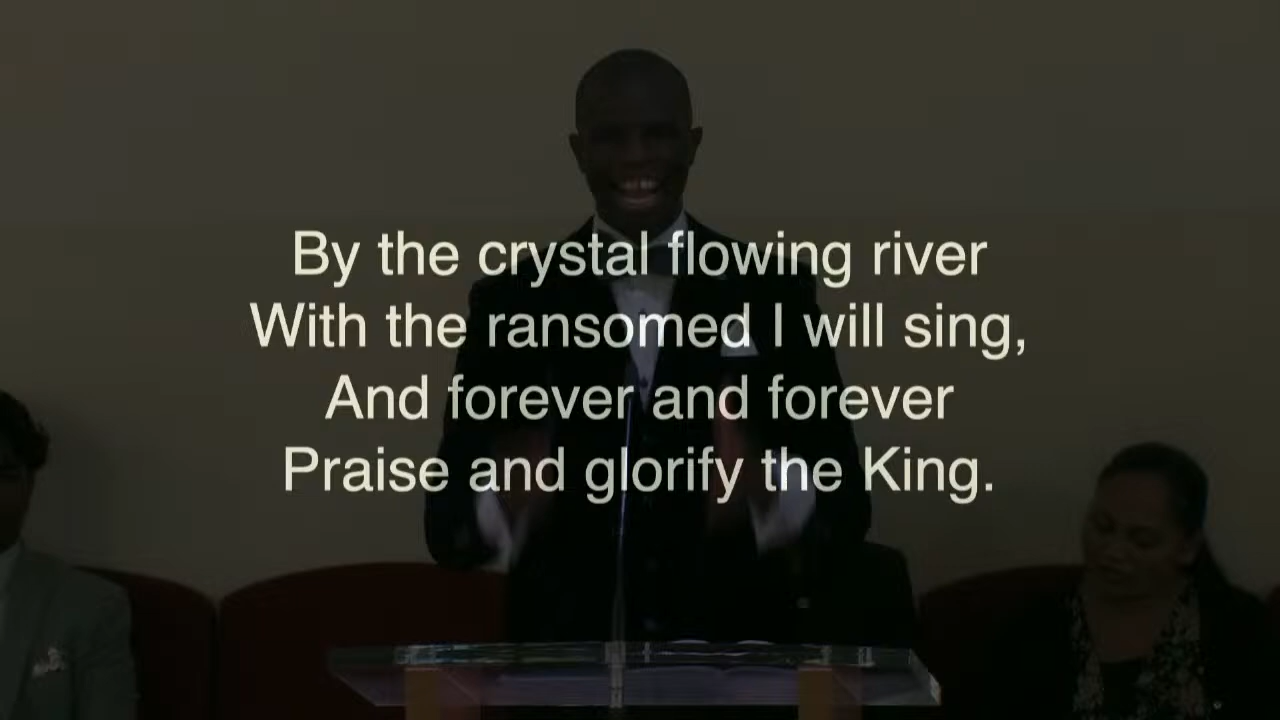 By the crystal flowing river
With the ransomed I will sing,
And forever and forever
Praise and glorify the King.